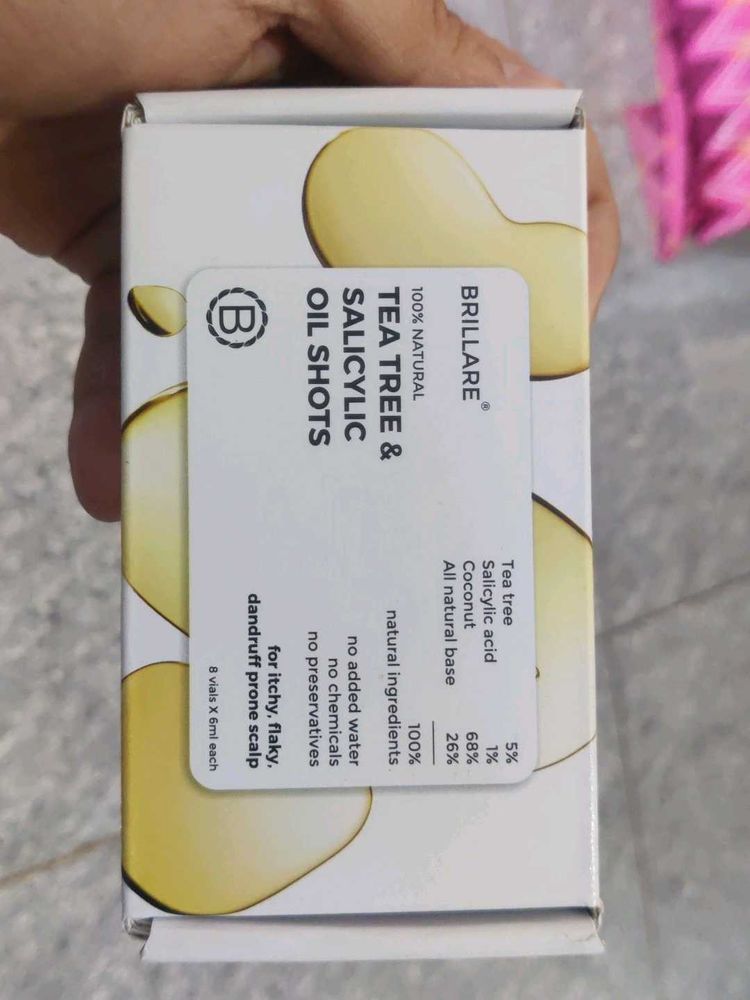 BRILLARE®
100% NATURAL
TEA TREE &
SALICYLIC
OIL SHOTS
B
Tea tree 5%
Salicylic acid 1%
Coconut 68%
All natural base 26%
100%
natural ingredients
no added water
no chemicals
no preservatives
for itchy, flaky,
dandruff prone scalp
8 vials X 6ml each